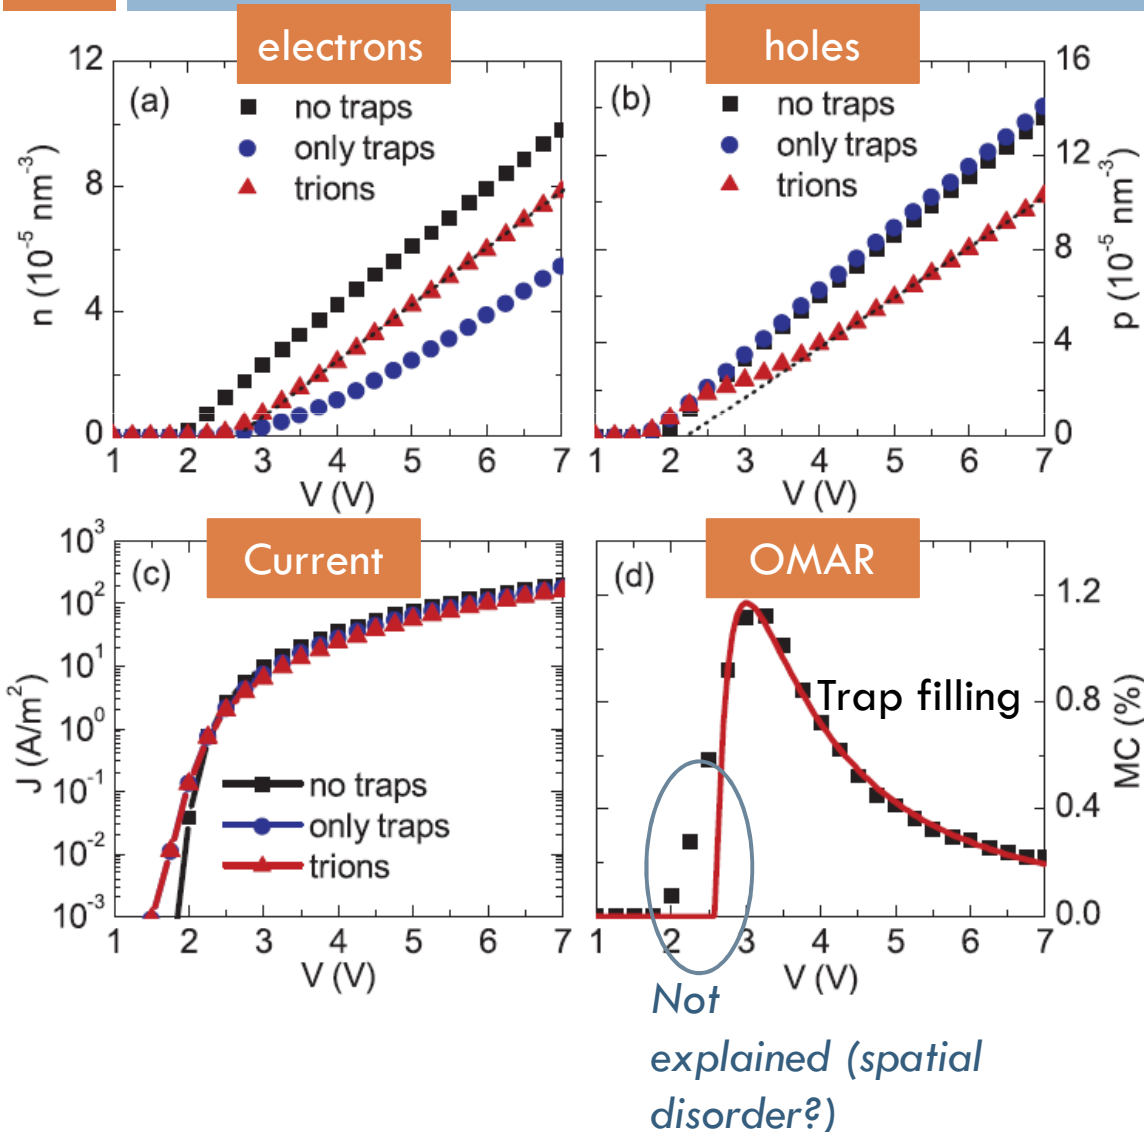 electrons
holes
12
8
4
0
n (10⁻⁵ nm⁻³)
(a)
no traps
only traps
trions
1 2 3 4 5 6 7
V (V)
(b)
no traps
only traps
trions
16
12
8
4
0
p (10⁻⁵ nm⁻³)
1 2 3 4 5 6 7
V (V)
Current
OMAR
10³
10²
10¹
10⁰
10⁻¹
10⁻²
10⁻³
J (A/m²)
(c)
no traps
only traps
trions
1 2 3 4 5 6 7
V (V)
(d)
Trap filling
1.2
0.8
0.4
0.0
MC (%)
1 2 3 4 5 6 7
V (V)
Not
explained (spatial
disorder?)